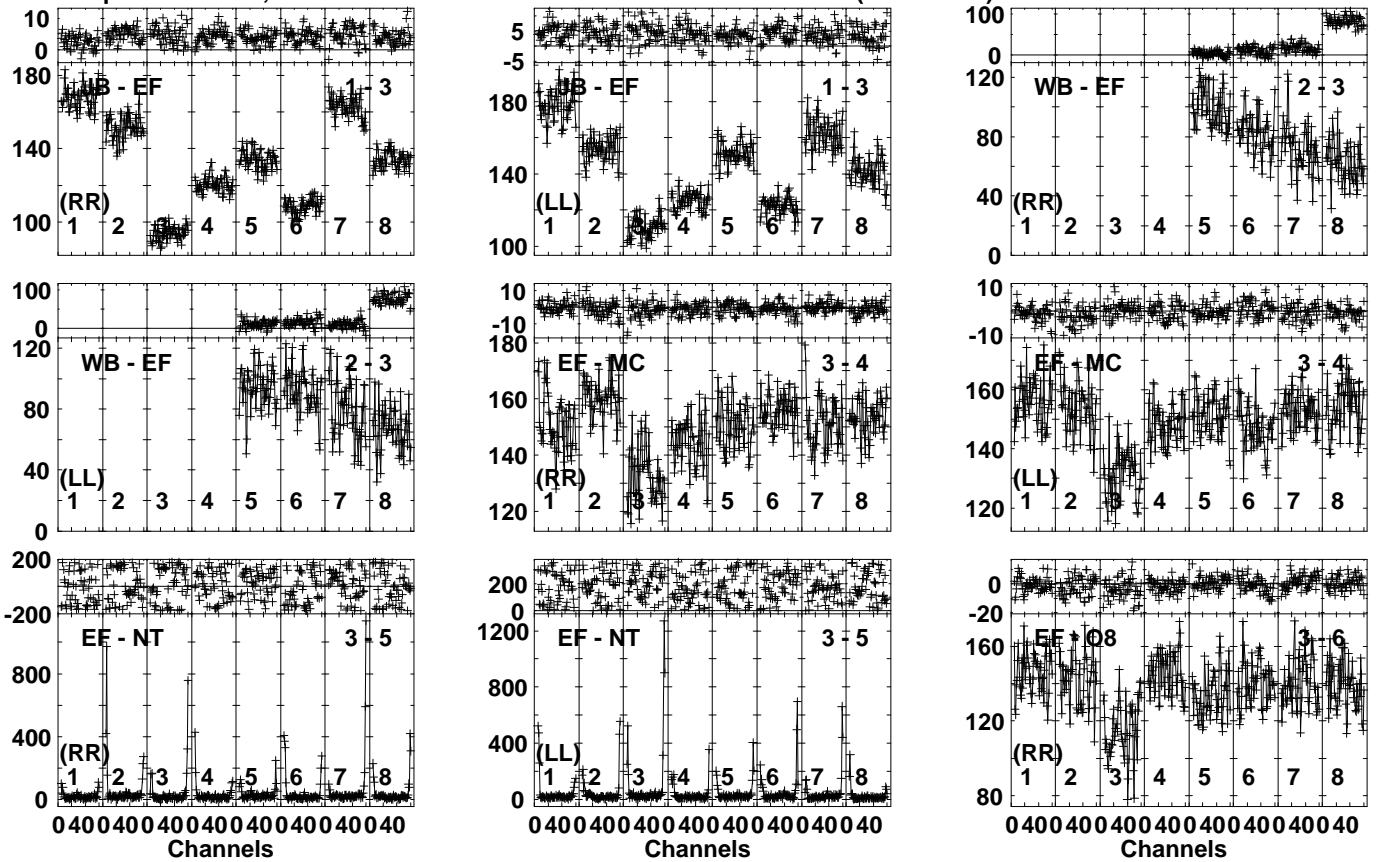 10 5 100
0 -5 0
180 JB - EF 1 - 3 180 JB - EF 1 - 3 120 WB - EF 2 - 3
140 140 80
100 100 40
(RR) (LL) (RR)
1 2 3 4 5 6 7 8 1 2 3 4 5 6 7 8 1 2 3 4 5 6 7 8
0
100 10 10
0 -10 -10
120 WB - EF 2 - 3 180 EF - MC 3 - 4 EF - MC 3 - 4
80 160 160
40 140 140
(LL) (RR) (LL)
1 2 3 4 5 6 7 8 1 2 3 4 5 6 7 8 1 2 3 4 5 6 7 8
0 120 120
200 200 0
-200 0 -20
EF - NT 3 - 5 1200 EF - NT 3 - 5 160 EF - O8 3 - 6
800 800 120
400 400 80
(RR) (LL) (RR)
1 2 3 4 5 6 7 8 1 2 3 4 5 6 7 8 1 2 3 4 5 6 7 8
0 0
0 40 0 40 0 40 0 40 0 40 0 40 0 40 0 40 0 40 0 40 0 40 0 40 0 40 0 40 0 40 0 40 0 40 0 40 0 40 0 40 0 40 0 40 0 40 0 40
Channels Channels Channels